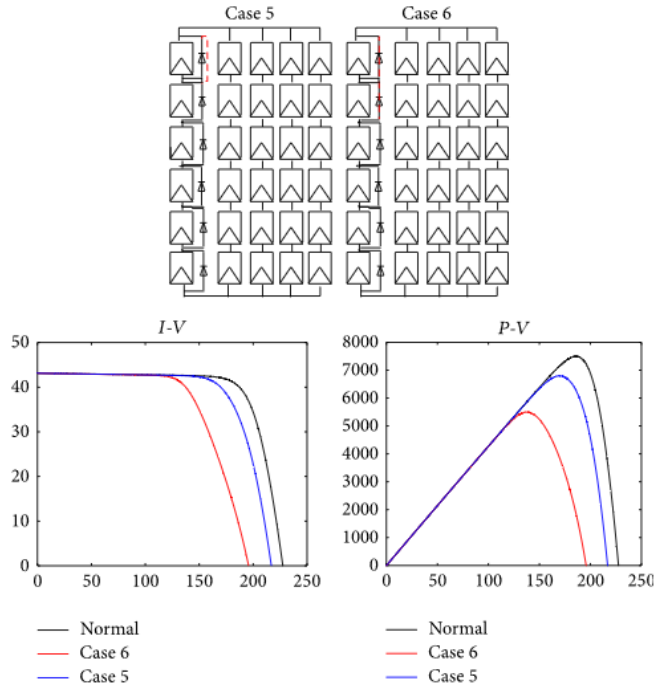 Case 5 Case 6
I-V
50
40
30
20
10
0
0 50 100 150 200 250
Normal
Case 6
Case 5
P-V
8000
7000
6000
5000
4000
3000
2000
1000
0
0 50 100 150 200 250
Normal
Case 6
Case 5